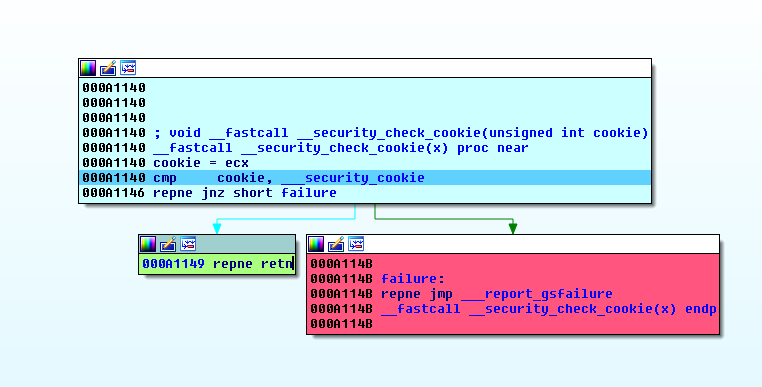 000A1140
000A1140
000A1140
000A1140 ; void __fastcall __security_check_cookie(unsigned int cookie)
000A1140 __fastcall __security_check_cookie(x) proc near
000A1140 cookie = ecx
000A1140 cmp     cookie, ___security_cookie
000A1146 repne jnz short failure
000A1149 repne retn
000A114B
000A114B failure:
000A114B repne jmp ___report_gsfailure
000A114B __fastcall __security_check_cookie(x) endp
000A114B